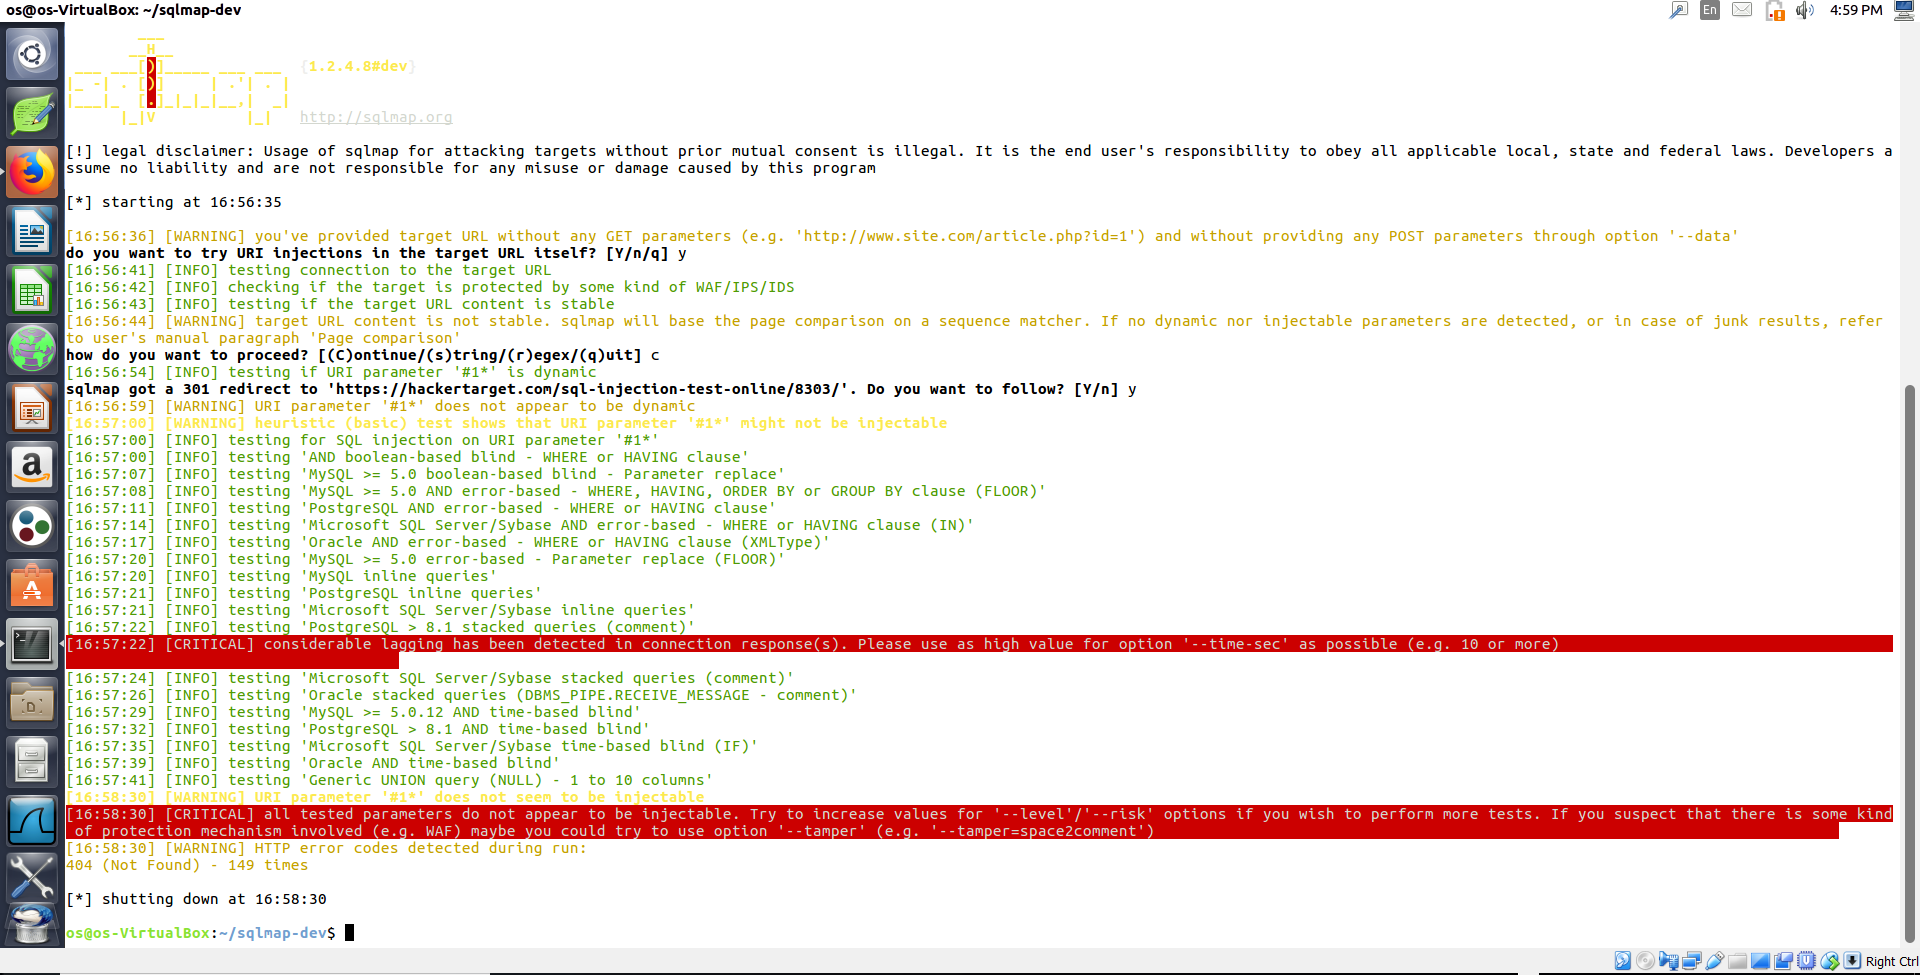 os@os-VirtualBox: ~/sqlmap-dev
En
4:59 PM
        ___
       __H__
 ___ ___[)]_____ ___ ___  {1.2.4.8#dev}
|_ -| . [)]     | .'| . |
|___|_  [.]_|_|_|__,|  _|
      |_|V          |_|   http://sqlmap.org
[!] legal disclaimer: Usage of sqlmap for attacking targets without prior mutual consent is illegal. It is the end user's responsibility to obey all applicable local, state and federal laws. Developers a
ssume no liability and are not responsible for any misuse or damage caused by this program
[*] starting at 16:56:35
[16:56:36] [WARNING] you've provided target URL without any GET parameters (e.g. 'http://www.site.com/article.php?id=1') and without providing any POST parameters through option '--data'
do you want to try URI injections in the target URL itself? [Y/n/q] y
[16:56:41] [INFO] testing connection to the target URL
[16:56:42] [INFO] checking if the target is protected by some kind of WAF/IPS/IDS
[16:56:43] [INFO] testing if the target URL content is stable
[16:56:44] [WARNING] target URL content is not stable. sqlmap will base the page comparison on a sequence matcher. If no dynamic nor injectable parameters are detected, or in case of junk results, refer
to user's manual paragraph 'Page comparison'
how do you want to proceed? [(C)ontinue/(s)tring/(r)egex/(q)uit] c
[16:56:54] [INFO] testing if URI parameter '#1*' is dynamic
sqlmap got a 301 redirect to 'https://hackertarget.com/sql-injection-test-online/8303/'. Do you want to follow? [Y/n] y
[16:56:59] [WARNING] URI parameter '#1*' does not appear to be dynamic
[16:57:00] [WARNING] heuristic (basic) test shows that URI parameter '#1*' might not be injectable
[16:57:00] [INFO] testing for SQL injection on URI parameter '#1*'
[16:57:00] [INFO] testing 'AND boolean-based blind - WHERE or HAVING clause'
[16:57:07] [INFO] testing 'MySQL >= 5.0 boolean-based blind - Parameter replace'
[16:57:08] [INFO] testing 'MySQL >= 5.0 AND error-based - WHERE, HAVING, ORDER BY or GROUP BY clause (FLOOR)'
[16:57:11] [INFO] testing 'PostgreSQL AND error-based - WHERE or HAVING clause'
[16:57:14] [INFO] testing 'Microsoft SQL Server/Sybase AND error-based - WHERE or HAVING clause (IN)'
[16:57:17] [INFO] testing 'Oracle AND error-based - WHERE or HAVING clause (XMLType)'
[16:57:20] [INFO] testing 'MySQL >= 5.0 error-based - Parameter replace (FLOOR)'
[16:57:20] [INFO] testing 'MySQL inline queries'
[16:57:21] [INFO] testing 'PostgreSQL inline queries'
[16:57:21] [INFO] testing 'Microsoft SQL Server/Sybase inline queries'
[16:57:22] [INFO] testing 'PostgreSQL > 8.1 stacked queries (comment)'
[16:57:22] [CRITICAL] considerable lagging has been detected in connection response(s). Please use as high value for option '--time-sec' as possible (e.g. 10 or more)
[16:57:24] [INFO] testing 'Microsoft SQL Server/Sybase stacked queries (comment)'
[16:57:26] [INFO] testing 'Oracle stacked queries (DBMS_PIPE.RECEIVE_MESSAGE - comment)'
[16:57:29] [INFO] testing 'MySQL >= 5.0.12 AND time-based blind'
[16:57:32] [INFO] testing 'PostgreSQL > 8.1 AND time-based blind'
[16:57:35] [INFO] testing 'Microsoft SQL Server/Sybase time-based blind (IF)'
[16:57:39] [INFO] testing 'Oracle AND time-based blind'
[16:57:41] [INFO] testing 'Generic UNION query (NULL) - 1 to 10 columns'
[16:58:30] [WARNING] URI parameter '#1*' does not seem to be injectable
[16:58:30] [CRITICAL] all tested parameters do not appear to be injectable. Try to increase values for '--level'/'--risk' options if you wish to perform more tests. If you suspect that there is some kind
 of protection mechanism involved (e.g. WAF) maybe you could try to use option '--tamper' (e.g. '--tamper=space2comment')
[16:58:30] [WARNING] HTTP error codes detected during run:
404 (Not Found) - 149 times
[*] shutting down at 16:58:30
os@os-VirtualBox:~/sqlmap-dev$
Right Ctrl